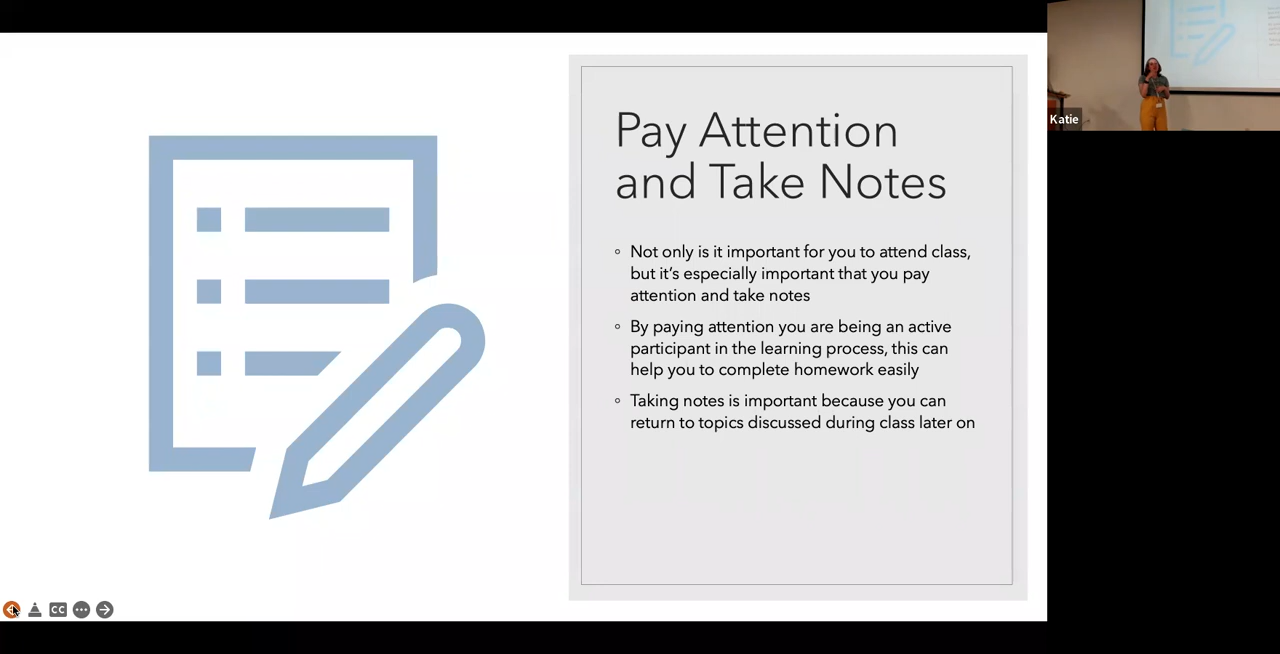 Pay Attention
and Take Notes
Not only is it important for you to attend class,
but it's especially important that you pay
attention and take notes
By paying attention you are being an active
participant in the learning process, this can
help you to complete homework easily
Taking notes is important because you can
return to topics discussed during class later on
Katie
CC